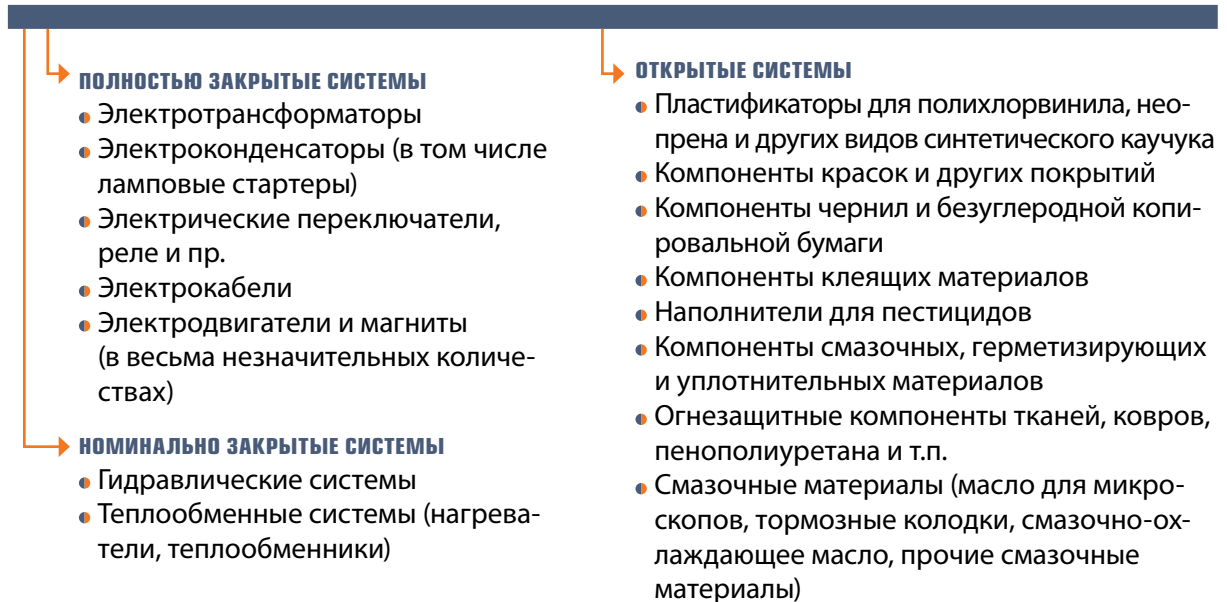 ПОЛНОСТЬЮ ЗАКРЫТЫЕ СИСТЕМЫ
Электротрансформаторы
Электроконденсаторы (в том числе
ламповые стартеры)
Электрические переключатели,
реле и пр.
Электрокабели
Электродвигатели и магниты
(в весьма незначительных количе-
ствах)
НОМИНАЛЬНО ЗАКРЫТЫЕ СИСТЕМЫ
Гидравлические системы
Теплообменные системы (нагрева-
тели, теплообменники)
ОТКРЫТЫЕ СИСТЕМЫ
Пластификаторы для полихлорвинила, нео-
прена и других видов синтетического каучука
Компоненты красок и других покрытий
Компоненты чернил и безуглеродной копи-
ровальной бумаги
Компоненты клеящих материалов
Наполнители для пестицидов
Компоненты смазочных, герметизирующих
и уплотнительных материалов
Огнезащитные компоненты тканей, ковров,
пенополиуретана и т.п.
Смазочные материалы (масло для микро-
скопов, тормозные колодки, смазочно-ох-
лаждающее масло, прочие смазочные
материалы)